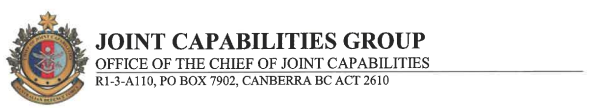 JOINT CAPABILITIES GROUP
OFFICE OF THE CHIEF OF JOINT CAPABILITIES
R1-3-A110, PO BOX 7902, CANBERRA BC ACT 2610